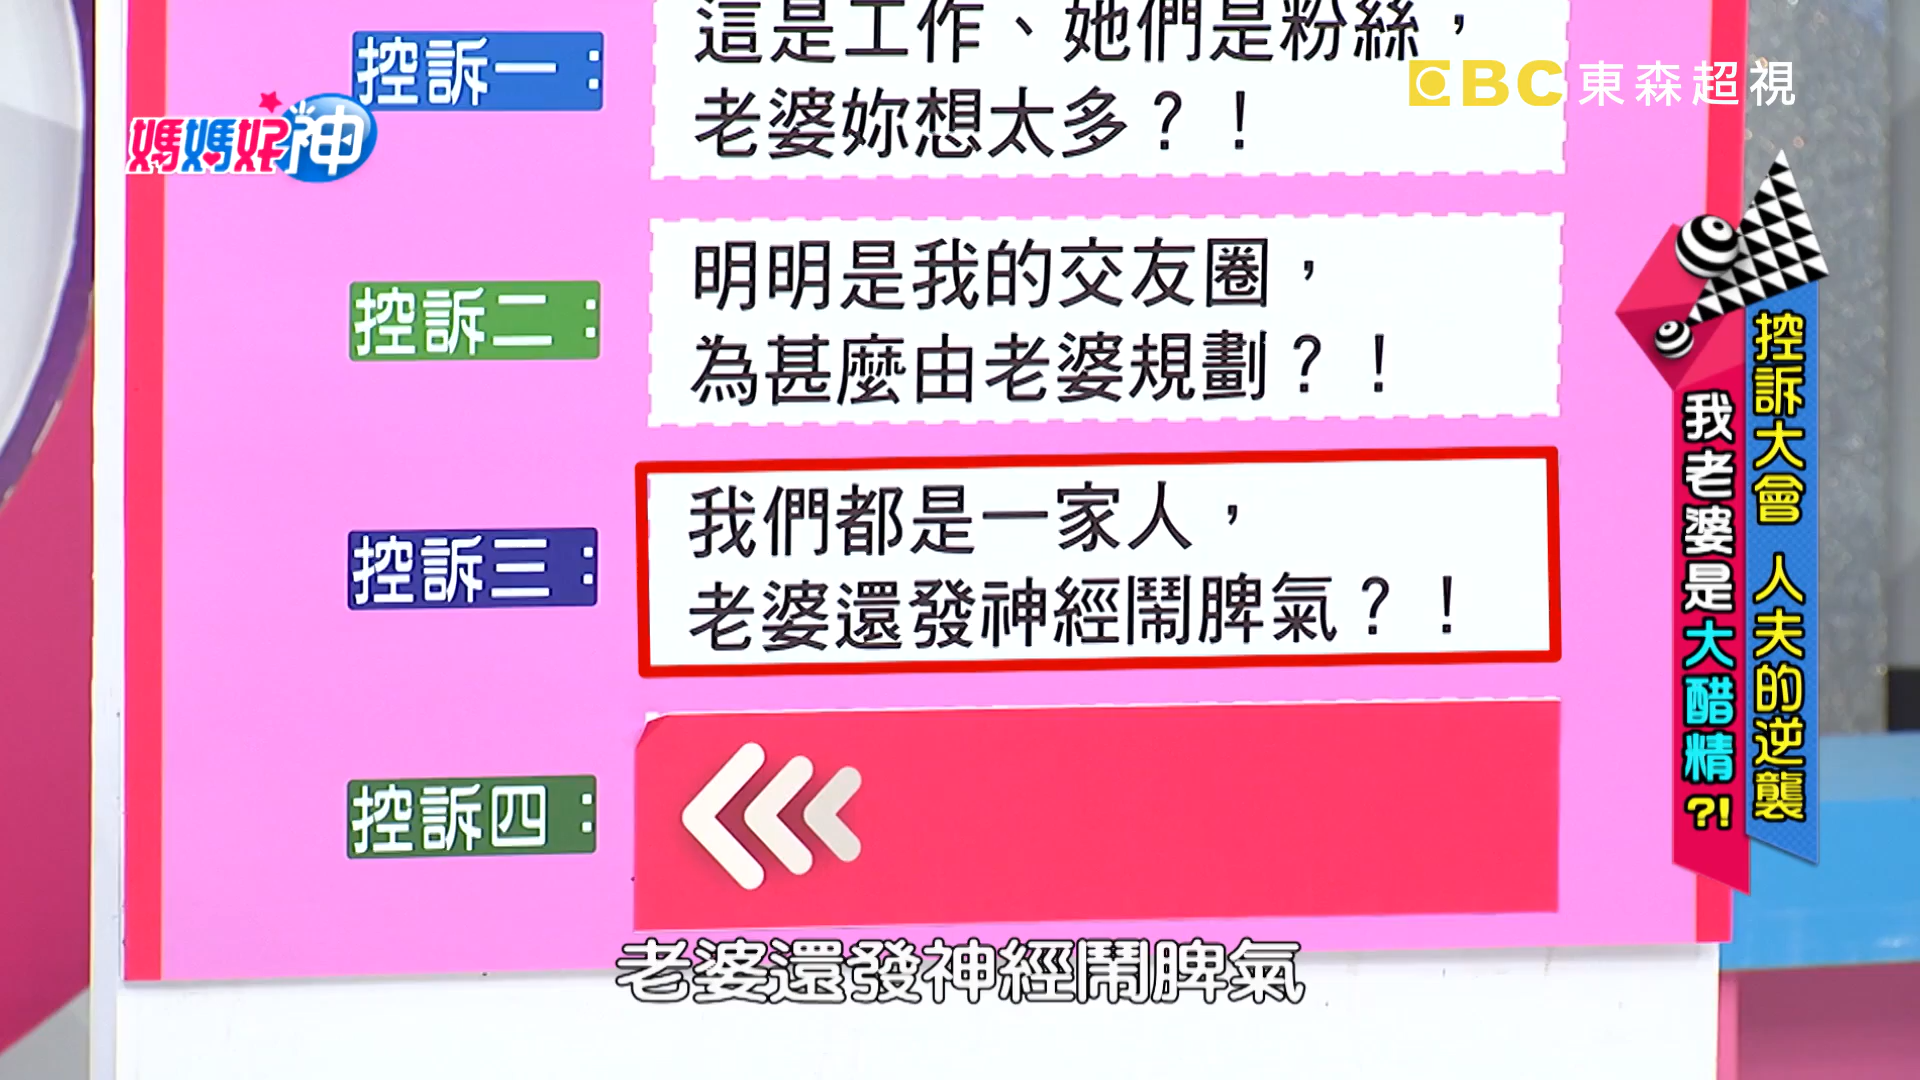 控訴一：
這是工作、她們是粉絲，
老婆妳想太多？！
媽媽好神
EBC 東森超視
控訴二：
明明是我的交友圈，
為甚麼由老婆規劃？！
控訴三：
我們都是一家人，
老婆還發神經鬧脾氣？！
控訴四：
控訴大會 人夫的逆襲
我老婆是大醋精?!
老婆還發神經鬧脾氣